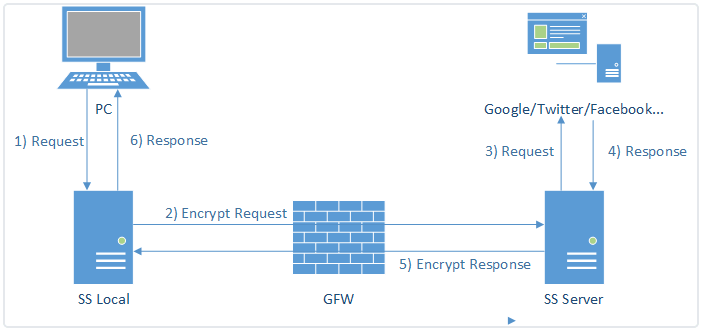 PC
Google/Twitter/Facebook...
1) Request
6) Response
3) Request
4) Response
2) Encrypt Request
5) Encrypt Response
SS Local
GFW
SS Server